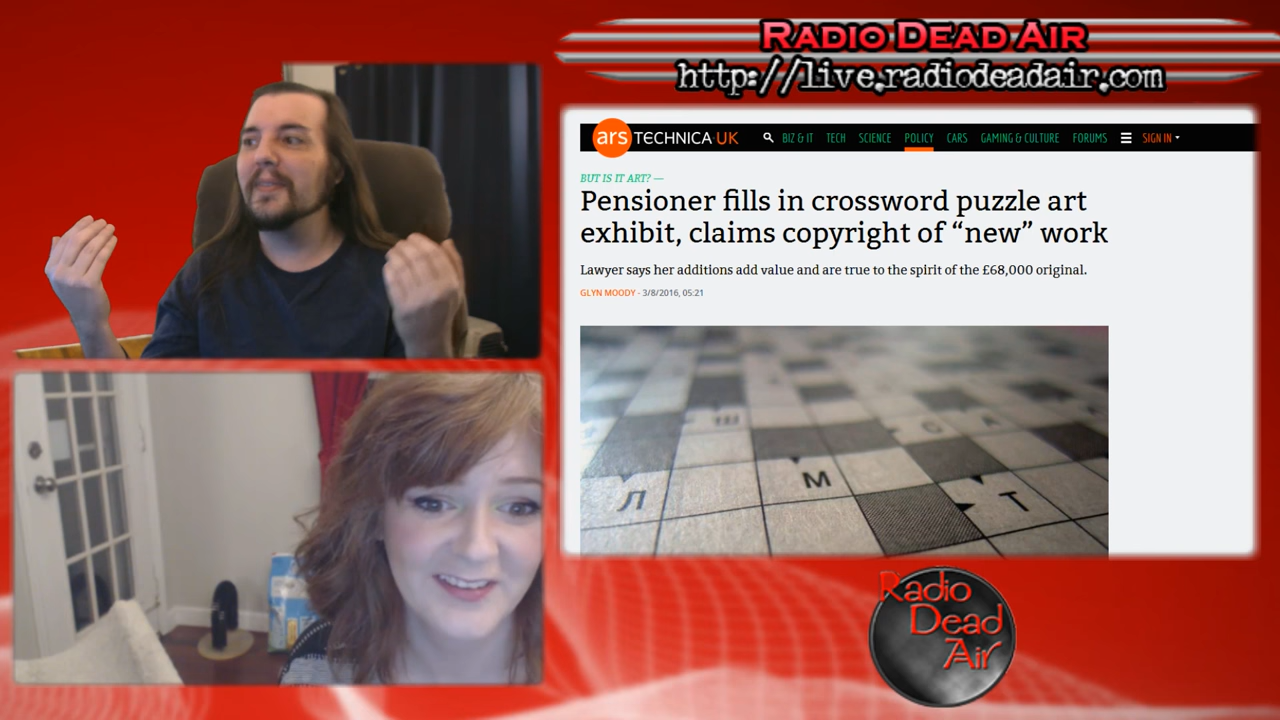 RADIO DEAD AIR
http://live.radiodeadair.com
ars TECHNICA UK
BIZ & IT TECH SCIENCE POLICY CARS GAMING & CULTURE FORUMS SIGN IN
BUT IS IT ART? —
Pensioner fills in crossword puzzle art
exhibit, claims copyright of “new” work
Lawyer says her additions add value and are true to the spirit of the £68,000 original.
GLYN MOODY - 3/8/2016, 05:21
Ш
С А
Л М Т
Radio
Dead
Air